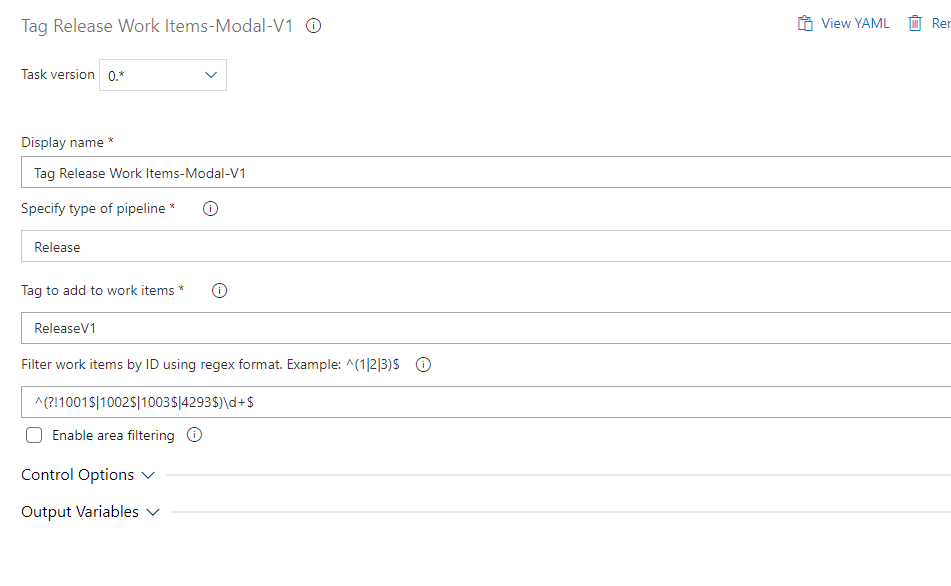 Tag Release Work Items-Modal-V1
View YAML
Task version 0.*
Display name *
Tag Release Work Items-Modal-V1
Specify type of pipeline *
Release
Tag to add to work items *
ReleaseV1
Filter work items by ID using regex format. Example: ^(1|2|3)$
^(?!1001$|1002$|1003$|4293$)\d+$
Enable area filtering
Control Options
Output Variables